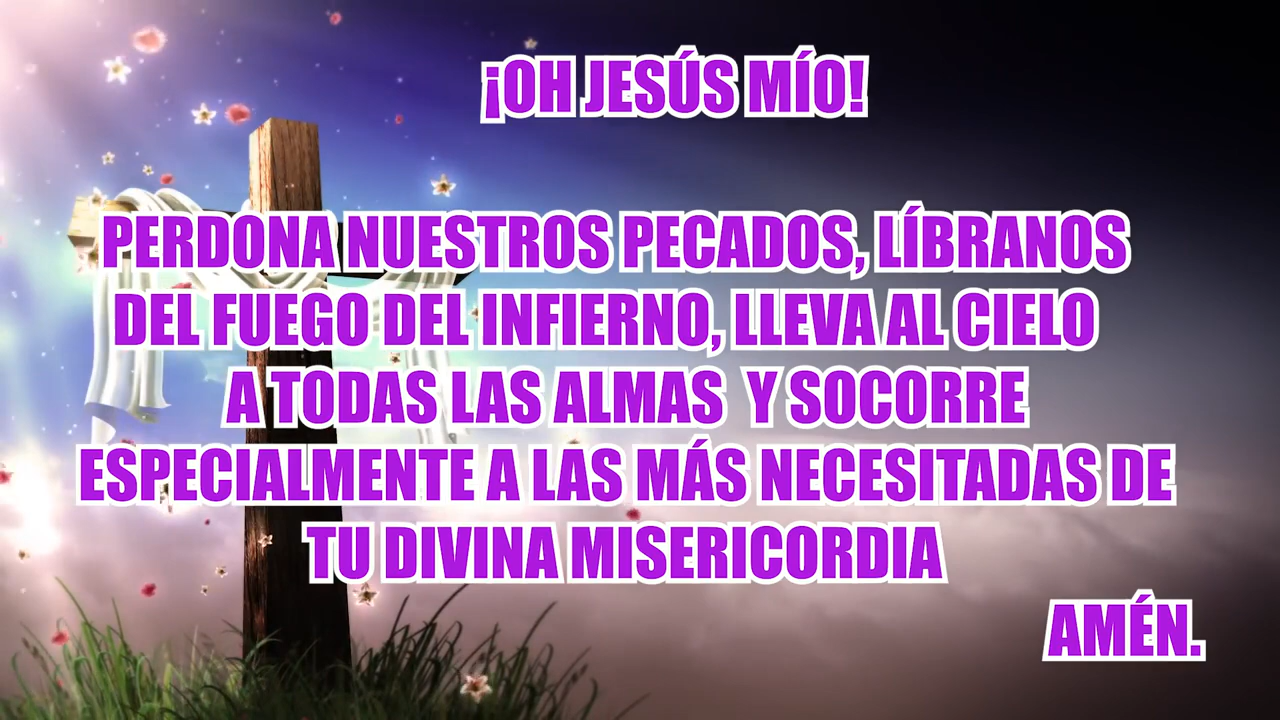 ¡OH JESÚS MÍO!
PERDONA NUESTROS PECADOS, LÍBRANOS
DEL FUEGO DEL INFIERNO, LLEVA AL CIELO
A TODAS LAS ALMAS Y SOCORRE
ESPECIALMENTE A LAS MÁS NECESITADAS DE
TU DIVINA MISERICORDIA
AMÉN.